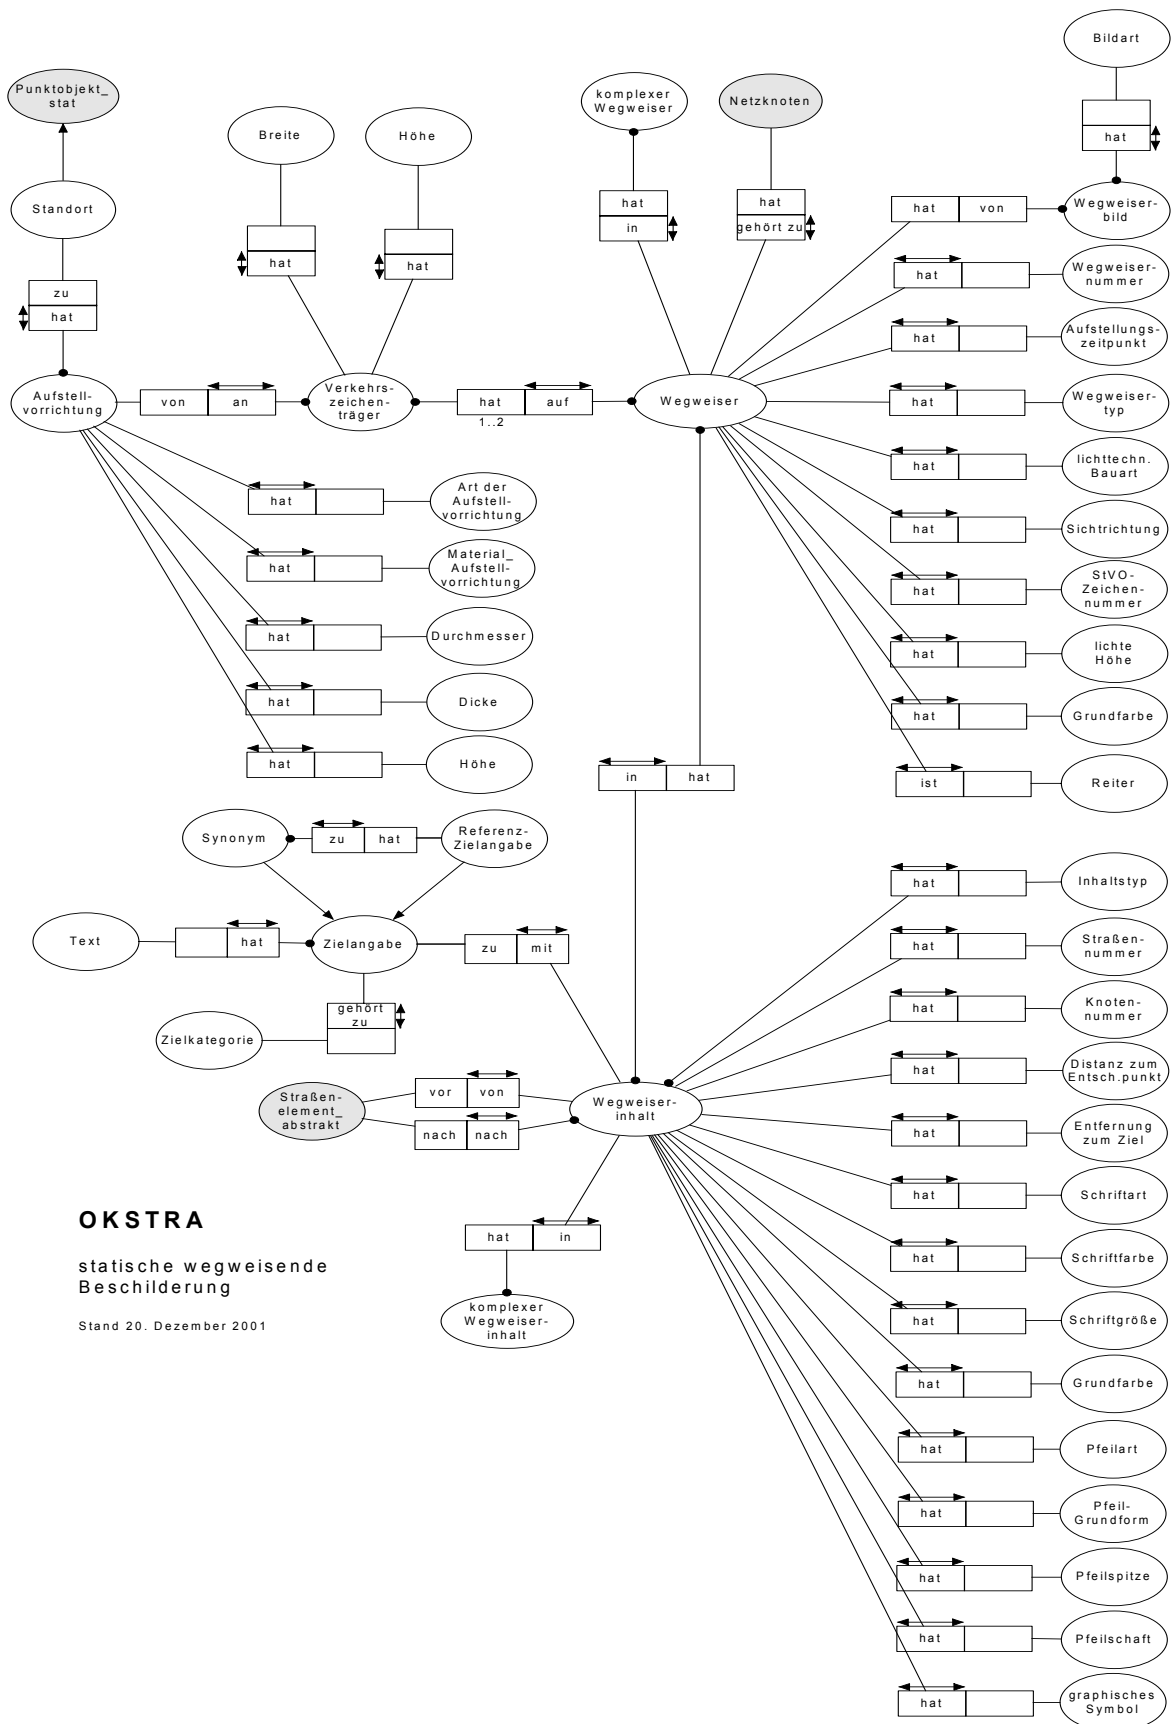 Bildart
Punktobjekt_
stat
komplexer
Wegweiser
Netzknoten
Breite
Höhe
hat
Standort
hat
in
hat
gehört zu
hat
von
Wegweiser-
bild
hat
hat
zu
hat
hat
Wegweiser-
nummer
hat
Aufstellungs-
zeitpunkt
Aufstell-
vorrichtung
von
an
Verkehrs-
zeichen-
träger
hat
auf
1..2
Wegweiser
hat
Wegweiser-
typ
hat
lichttechn.
Bauart
hat
Art der
Aufstell-
vorrichtung
hat
Sichtrichtung
hat
Material_
Aufstell-
vorrichtung
hat
StVO-
Zeichen-
nummer
hat
Durchmesser
hat
lichte
Höhe
hat
Dicke
hat
Grundfarbe
hat
Höhe
in
hat
ist
Reiter
Synonym
zu
hat
Referenz-
Zielangabe
hat
Inhaltstyp
Text
hat
Zielangabe
zu
mit
hat
Straßen-
nummer
gehört
zu
Zielkategorie
hat
Knoten-
nummer
hat
Distanz zum
Entsch.punkt
Straßen-
element_
abstrakt
vor
von
nach
nach
Wegweiser-
inhalt
hat
Entfernung
zum Ziel
hat
Schriftart
OKSTRA
statische wegweisende
Beschilderung
Stand 20. Dezember 2001
hat
in
komplexer
Wegweiser-
inhalt
hat
Schriftfarbe
hat
Schriftgröße
hat
Grundfarbe
hat
Pfeilart
hat
Pfeil-
Grundform
hat
Pfeilspitze
hat
Pfeilschaft
hat
graphisches
Symbol